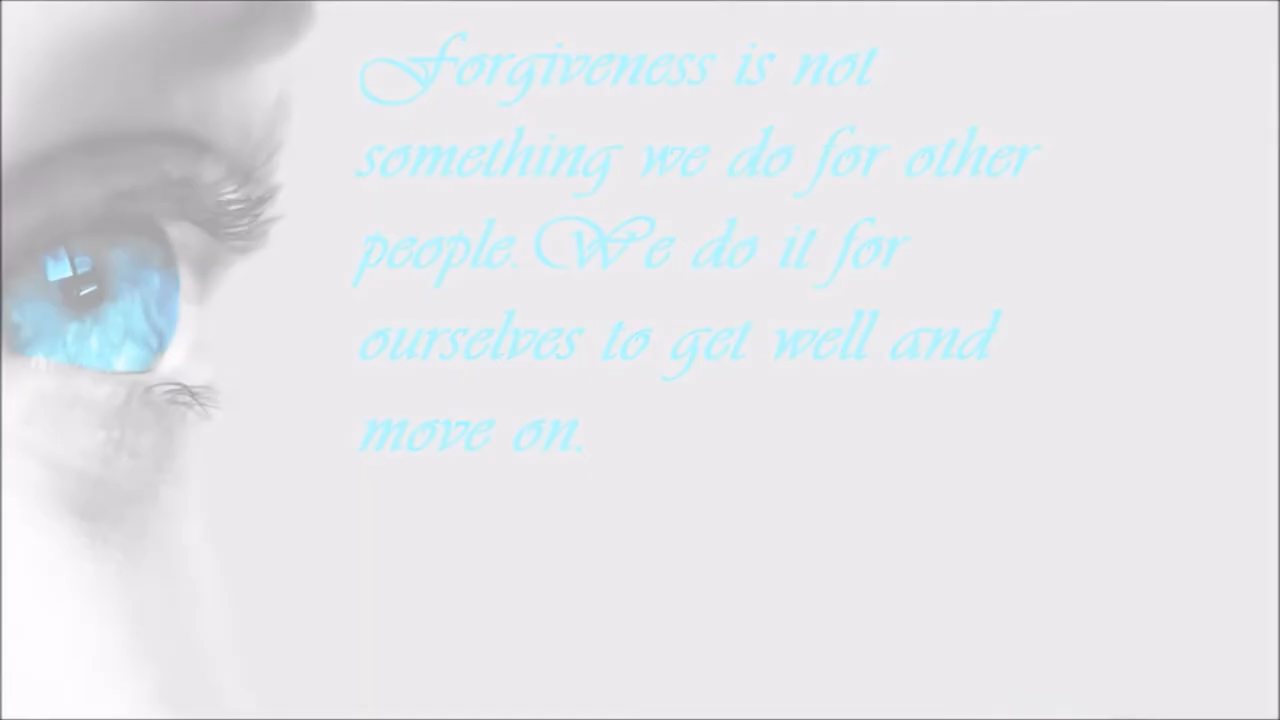 Forgiveness is not
something we do for other
people.We do it for
ourselves to get well and
move on.